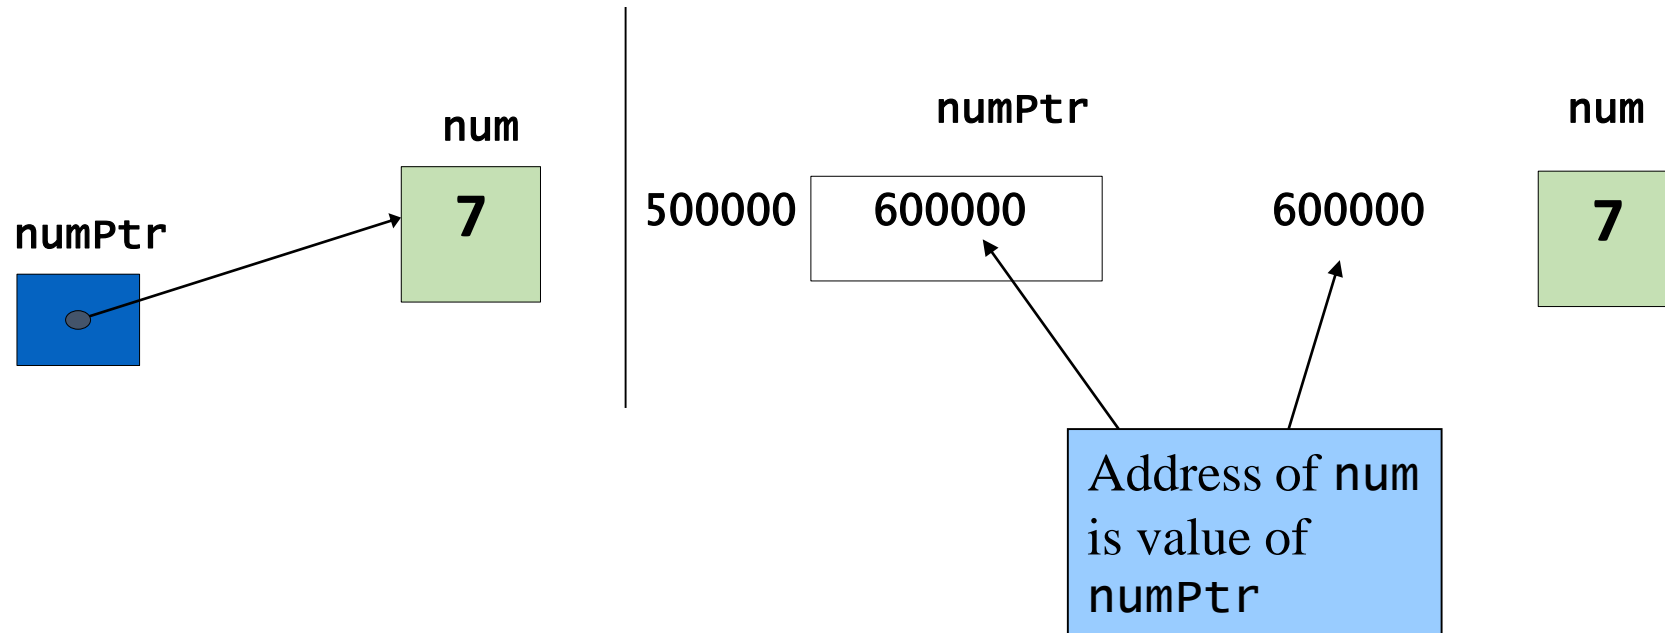 num
7
numPtr
numPtr
num
500000 600000 600000 7
Address of num
is value of
numPtr